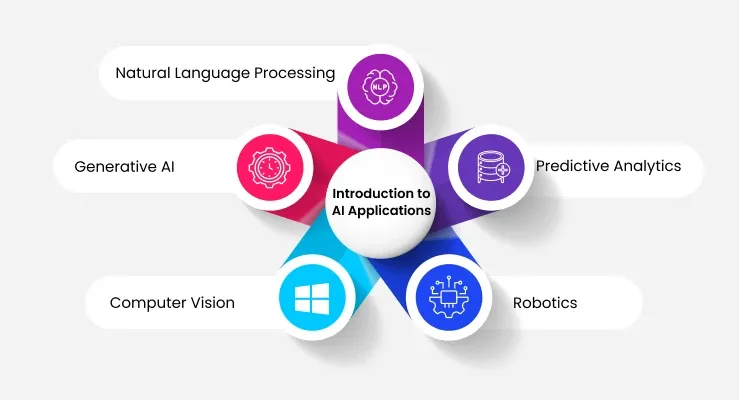 Natural Language Processing
NLP
Generative AI
Predictive Analytics
Introduction to
AI Applications
Computer Vision
Robotics